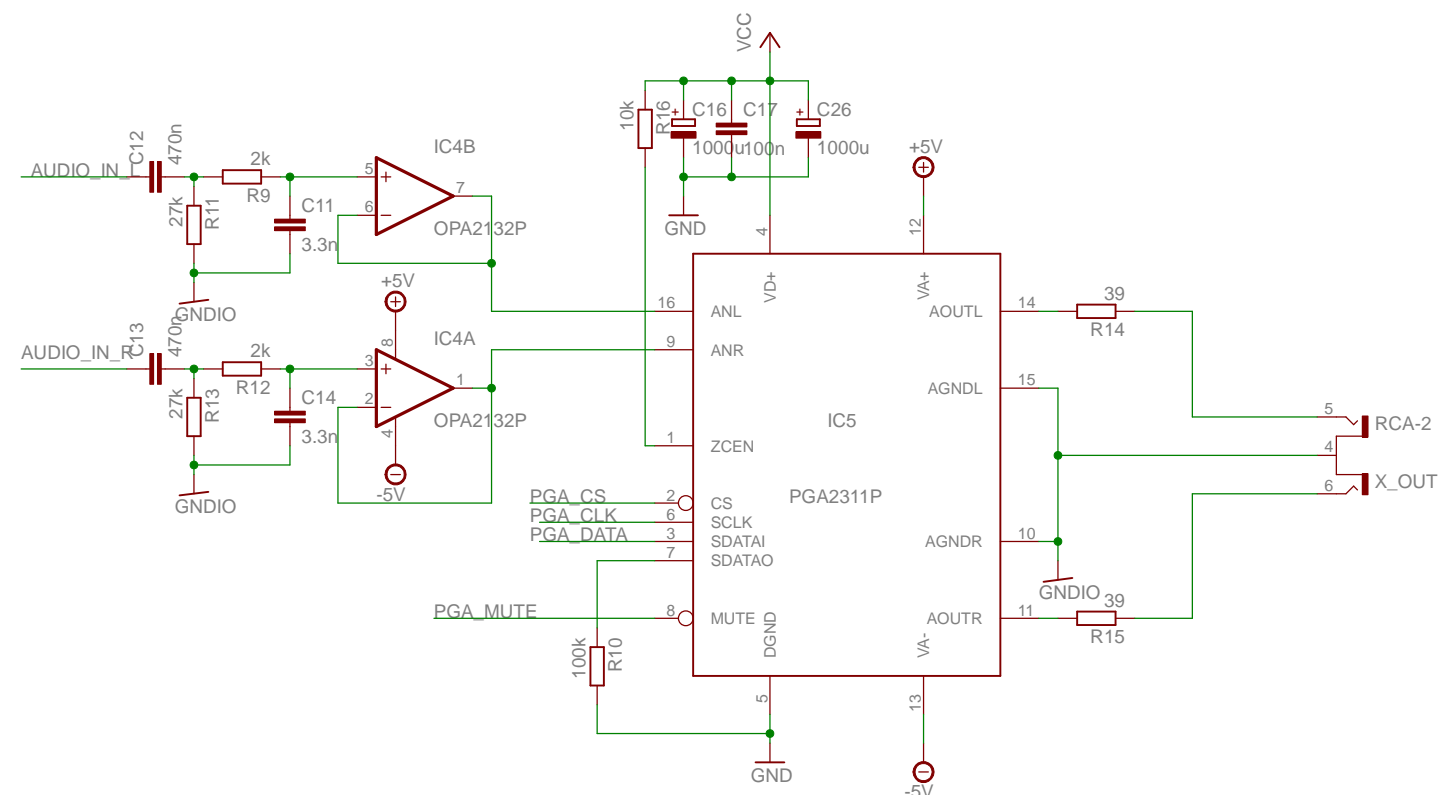 VCC
10k
R16
C16
1000u
C17
100n
C26
1000u
+5V
AUDIO_IN_L
C12
470n
2k
R9
27k
R11
C11
3.3n
GNDIO
IC4B
5
6
7
OPA2132P
GND
4
12
VD+
VA+
AUDIO_IN_R
C13
470n
2k
R12
27k
R13
C14
3.3n
GNDIO
+5V
8
IC4A
3
2
1
4
OPA2132P
-5V
16
ANL
9
ANR
1
ZCEN
PGA_CS
2
CS
PGA_CLK
6
SCLK
PGA_DATA
3
SDATAI
7
SDATAO
PGA_MUTE
8
MUTE
IC5
PGA2311P
AOUTL
14
39
R14
AGNDL
15
AGNDR
10
GNDIO
AOUTR
11
39
R15
5
RCA-2
4
6
X_OUT
100k
R10
DGND
5
GND
VA-
13
-5V